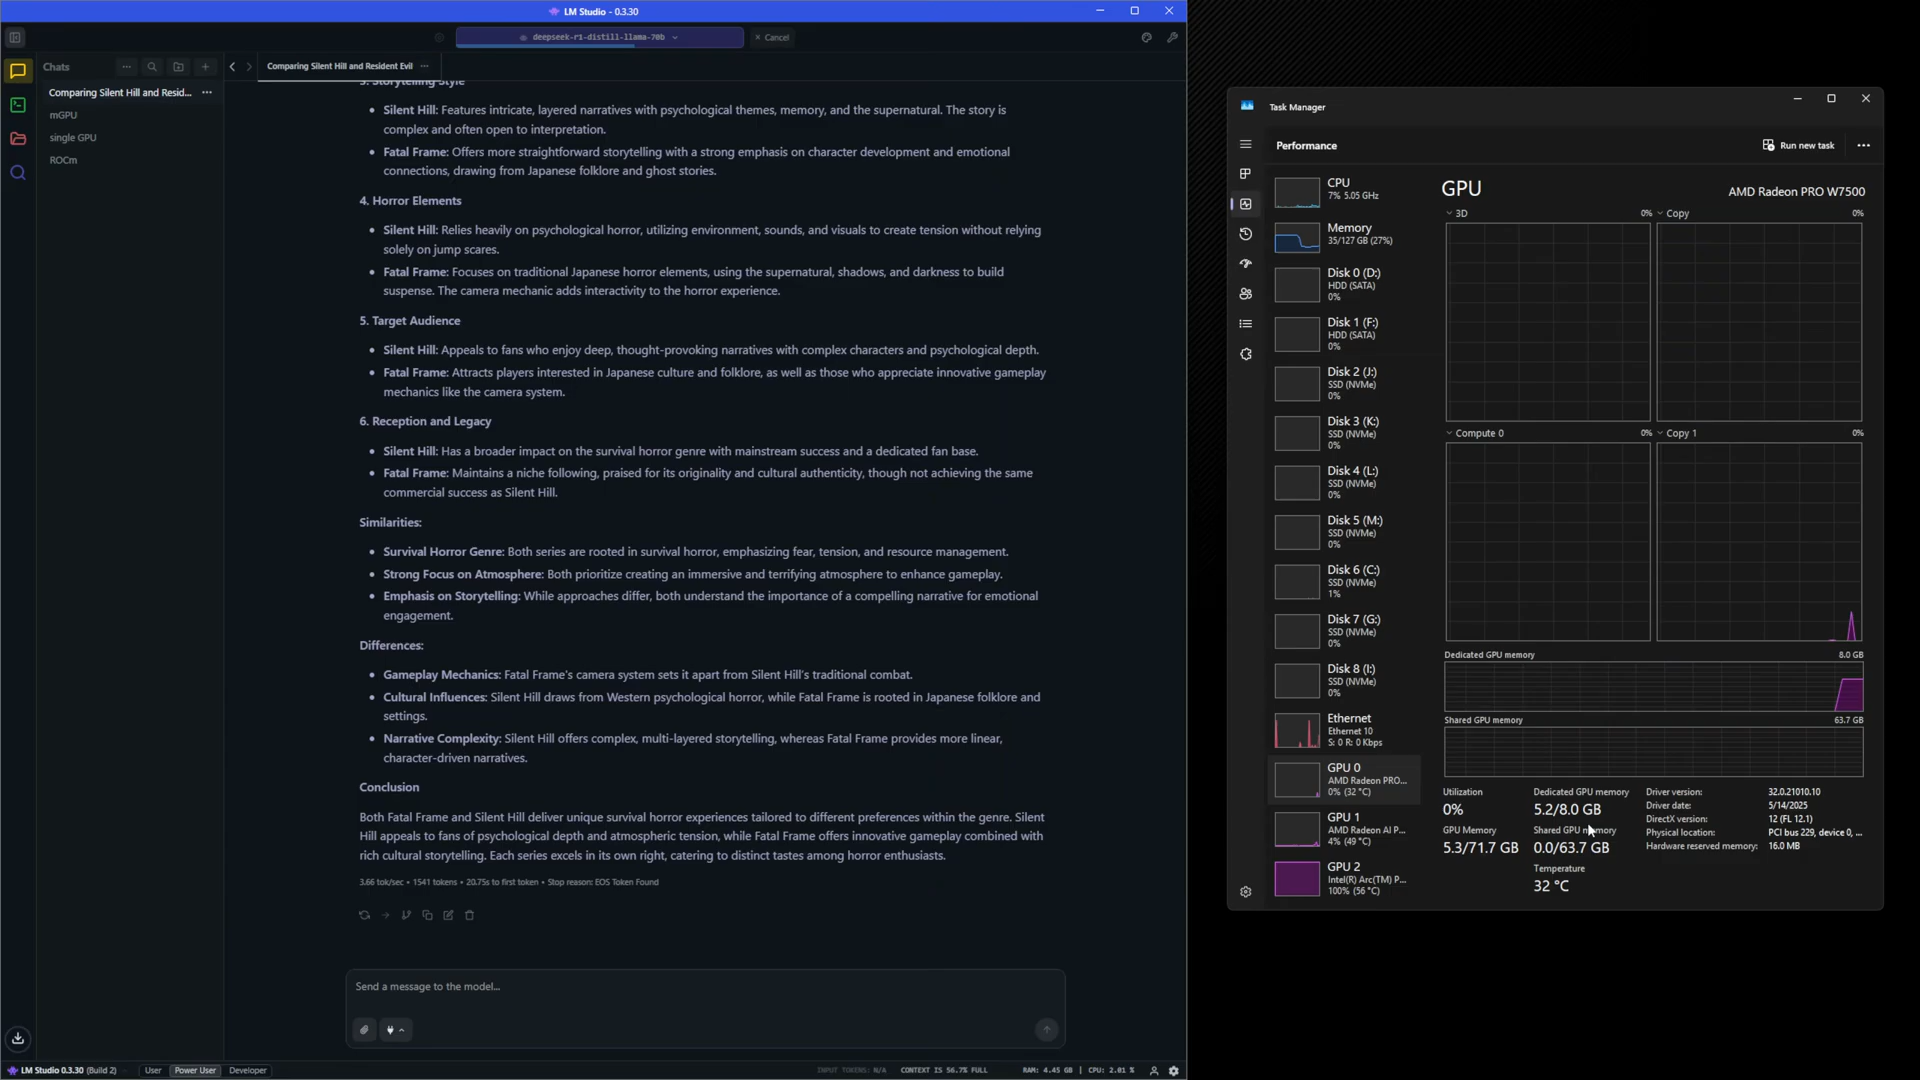 LM Studio - 0.3.30
deepseek-r1-distill-llama-70b
Cancel
Chats
Comparing Silent Hill and Resid...
mGPU
single GPU
ROCm
Comparing Silent Hill and Resident Evil
3. Storytelling Style
Silent Hill: Features intricate, layered narratives with psychological themes, memory, and the supernatural. The story is
complex and often open to interpretation.
Fatal Frame: Offers more straightforward storytelling with a strong emphasis on character development and emotional
connections, drawing from Japanese folklore and ghost stories.
4. Horror Elements
Silent Hill: Relies heavily on psychological horror, utilizing environment, sounds, and visuals to create tension without relying
solely on jump scares.
Fatal Frame: Focuses on traditional Japanese horror elements, using the supernatural, shadows, and darkness to build
suspense. The camera mechanic adds interactivity to the horror experience.
5. Target Audience
Silent Hill: Appeals to fans who enjoy deep, thought-provoking narratives with complex characters and psychological depth.
Fatal Frame: Attracts players interested in Japanese culture and folklore, as well as those who appreciate innovative gameplay
mechanics like the camera system.
6. Reception and Legacy
Silent Hill: Has a broader impact on the survival horror genre with mainstream success and a dedicated fan base.
Fatal Frame: Maintains a niche following, praised for its originality and cultural authenticity, though not achieving the same
commercial success as Silent Hill.
Similarities:
Survival Horror Genre: Both series are rooted in survival horror, emphasizing fear, tension, and resource management.
Strong Focus on Atmosphere: Both prioritize creating an immersive and terrifying atmosphere to enhance gameplay.
Emphasis on Storytelling: While approaches differ, both understand the importance of a compelling narrative for emotional
engagement.
Differences:
Gameplay Mechanics: Fatal Frame's camera system sets it apart from Silent Hill's traditional combat.
Cultural Influences: Silent Hill draws from Western psychological horror, while Fatal Frame is rooted in Japanese folklore and
settings.
Narrative Complexity: Silent Hill offers complex, multi-layered storytelling, whereas Fatal Frame provides more linear,
character-driven narratives.
Conclusion
Both Fatal Frame and Silent Hill deliver unique survival horror experiences tailored to different preferences within the genre. Silent
Hill appeals to fans of psychological depth and atmospheric tension, while Fatal Frame offers innovative gameplay combined with
rich cultural storytelling. Each series excels in its own right, catering to distinct tastes among horror enthusiasts.
3.66 tok/sec • 1541 tokens • 20.75s to first token • Stop reason: EOS Token Found
Send a message to the model...
LM Studio 0.3.30 (Build 2)
User
Power User
Developer
INPUT TOKENS: N/A
CONTEXT IS 56.7% FULL
RAM: 4.45 GB | CPU: 2.01 %
Task Manager
Performance
Run new task
CPU
7% 5.05 GHz
Memory
35/127 GB (27%)
Disk 0 (D:)
HDD (SATA)
0%
Disk 1 (F:)
HDD (SATA)
0%
Disk 2 (J:)
SSD (NVMe)
0%
Disk 3 (K:)
SSD (NVMe)
0%
Disk 4 (L:)
SSD (NVMe)
0%
Disk 5 (M:)
SSD (NVMe)
0%
Disk 6 (C:)
SSD (NVMe)
1%
Disk 7 (G:)
SSD (NVMe)
0%
Disk 8 (I:)
SSD (NVMe)
0%
Ethernet
Ethernet 10
S: 0 R: 0 Kbps
GPU 0
AMD Radeon PRO...
0% (32 °C)
GPU 1
AMD Radeon AI P...
4% (49 °C)
GPU 2
Intel(R) Arc(TM) P...
100% (56 °C)
GPU
AMD Radeon PRO W7500
3D 0%
Copy 0%
Compute 0 0%
Copy 1 0%
Dedicated GPU memory 8.0 GB
Shared GPU memory 63.7 GB
Utilization
0%
GPU Memory
5.3/71.7 GB
Dedicated GPU memory
5.2/8.0 GB
Shared GPU memory
0.0/63.7 GB
Temperature
32 °C
Driver version: 32.0.21010.10
Driver date: 5/14/2025
DirectX version: 12 (FL 12.1)
Physical location: PCI bus 229, device 0, ...
Hardware reserved memory: 16.0 MB